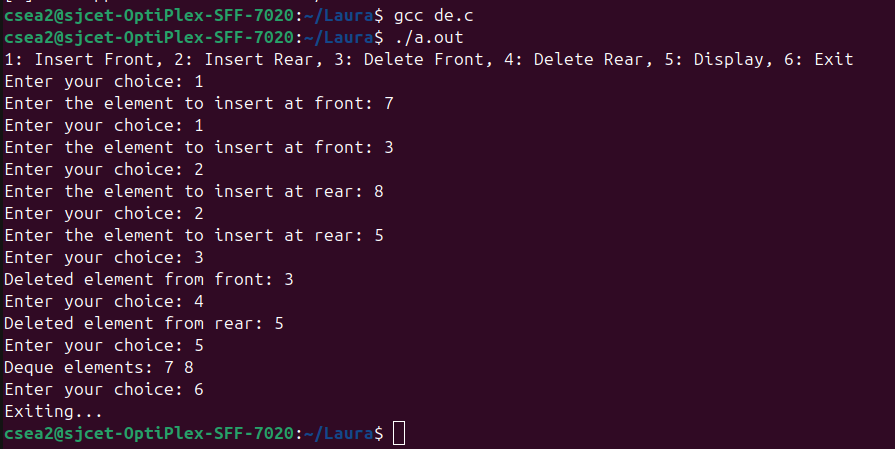 csea2@sjcet-OptiPlex-SFF-7020:~/Laura$ gcc de.c
csea2@sjcet-OptiPlex-SFF-7020:~/Laura$ ./a.out
1: Insert Front, 2: Insert Rear, 3: Delete Front, 4: Delete Rear, 5: Display, 6: Exit
Enter your choice: 1
Enter the element to insert at front: 7
Enter your choice: 1
Enter the element to insert at front: 3
Enter your choice: 2
Enter the element to insert at rear: 8
Enter your choice: 2
Enter the element to insert at rear: 5
Enter your choice: 3
Deleted element from front: 3
Enter your choice: 4
Deleted element from rear: 5
Enter your choice: 5
Deque elements: 7 8
Enter your choice: 6
Exiting...
csea2@sjcet-OptiPlex-SFF-7020:~/Laura$